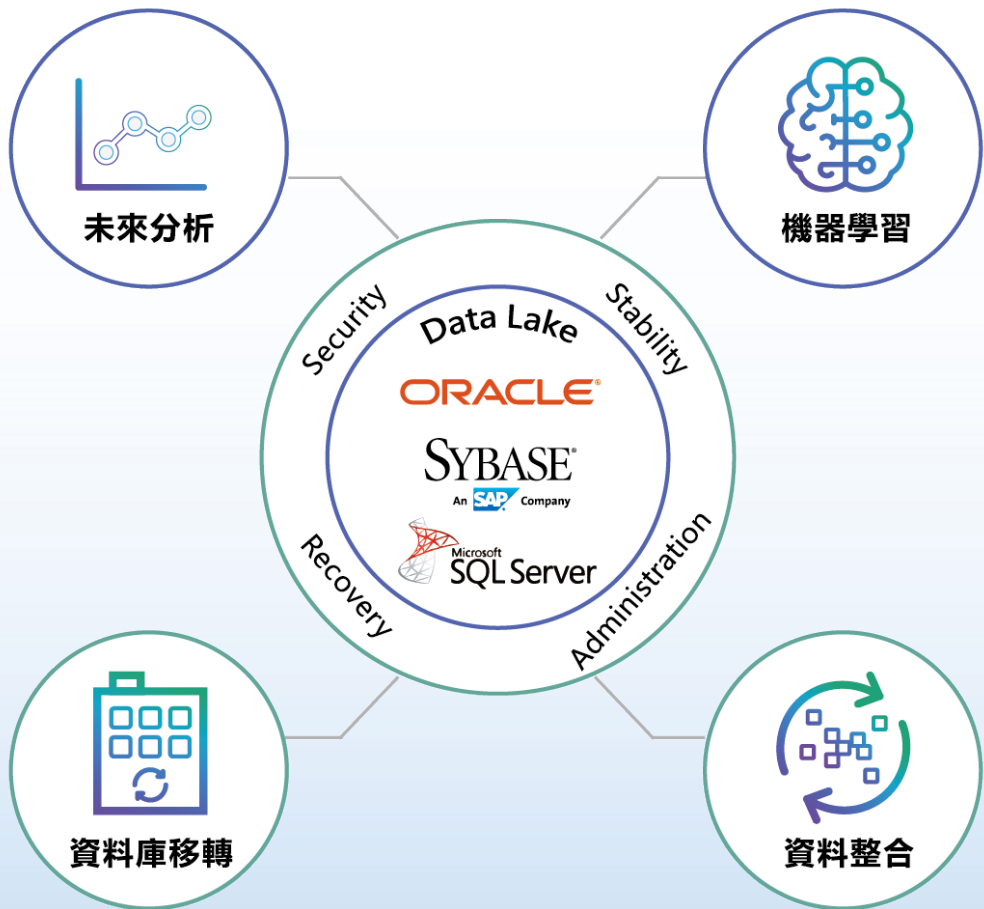 未來分析
機器學習
Security
Stability
Data Lake
ORACLE®
SYBASE®
An SAP Company
Microsoft
SQL Server
Recovery
Administration
資料庫移轉
資料整合